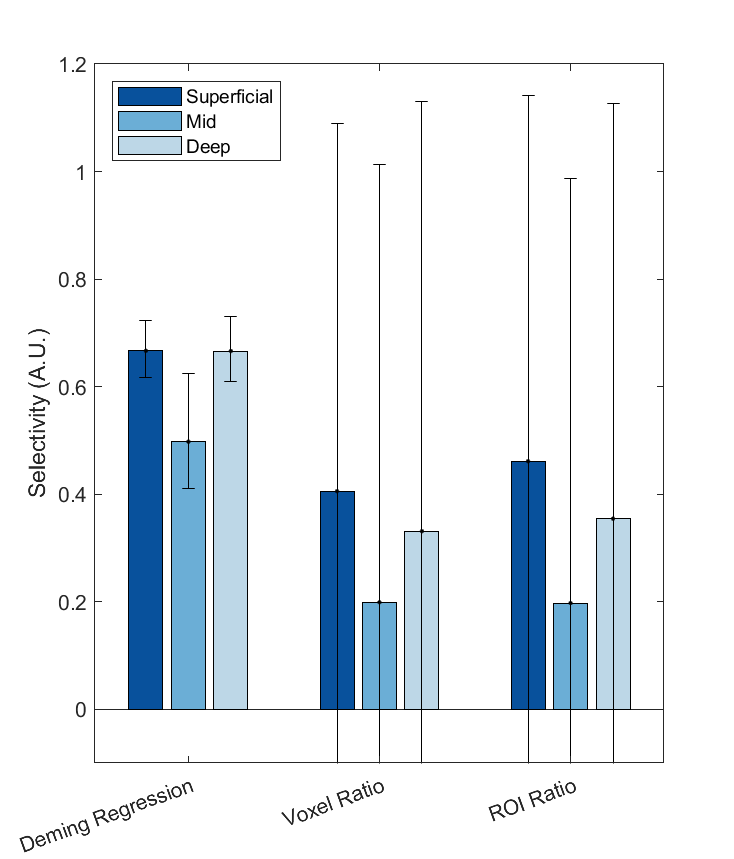 1.2
1
0.8
0.6
0.4
0.2
0
Selectivity (A.U.)
Superficial
Mid
Deep
Deming Regression
Voxel Ratio
ROI Ratio